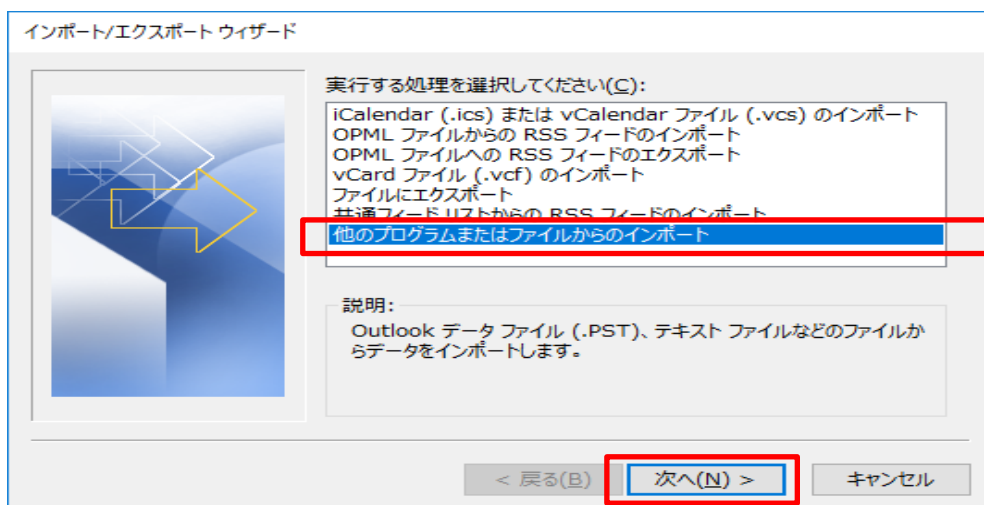 インポート/エクスポート ウィザード
実行する処理を選択してください(C):
iCalendar (.ics) または vCalendar ファイル (.vcs) のインポート
OPML ファイルからの RSS フィードのインポート
OPML ファイルへの RSS フィードのエクスポート
vCard ファイル (.vcf) のインポート
ファイルにエクスポート
共通フィード リストからの RSS フィードのインポート
他のプログラムまたはファイルからのインポート
説明:
Outlook データ ファイル (.PST)、テキスト ファイルなどのファイルか
らデータをインポートします。
< 戻る(B)
次へ(N) >
キャンセル